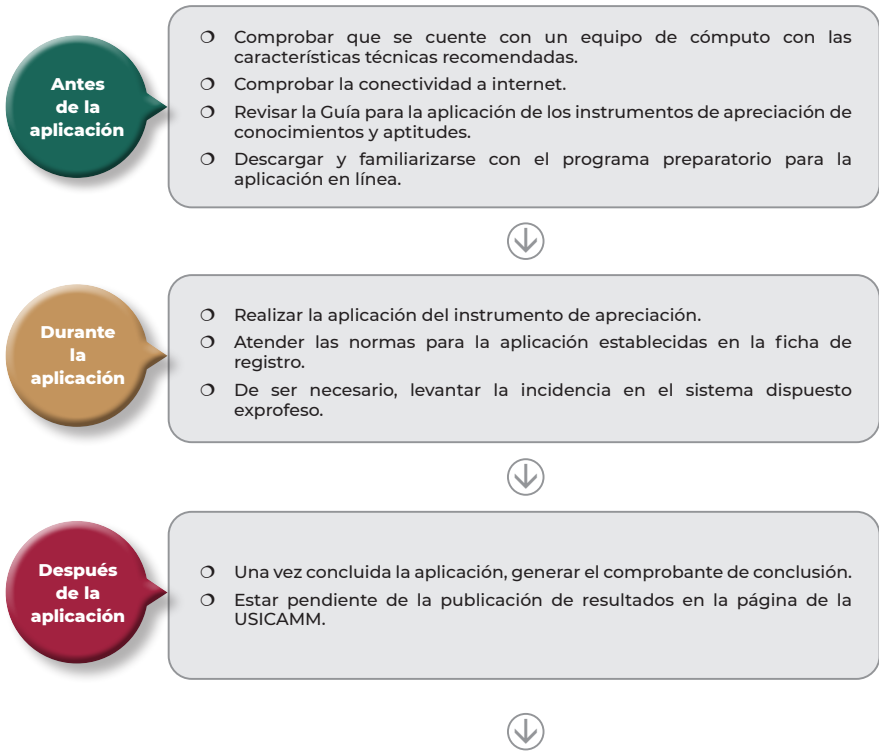 Antes
de la
aplicación
❍ Comprobar que se cuente con un equipo de cómputo con las
características técnicas recomendadas.
❍ Comprobar la conectividad a internet.
❍ Revisar la Guía para la aplicación de los instrumentos de apreciación de
conocimientos y aptitudes.
❍ Descargar y familiarizarse con el programa preparatorio para la
aplicación en línea.
Durante
la
aplicación
❍ Realizar la aplicación del instrumento de apreciación.
❍ Atender las normas para la aplicación establecidas en la ficha de
registro.
❍ De ser necesario, levantar la incidencia en el sistema dispuesto
exprofeso.
Después
de la
aplicación
❍ Una vez concluida la aplicación, generar el comprobante de conclusión.
❍ Estar pendiente de la publicación de resultados en la página de la
USICAMM.